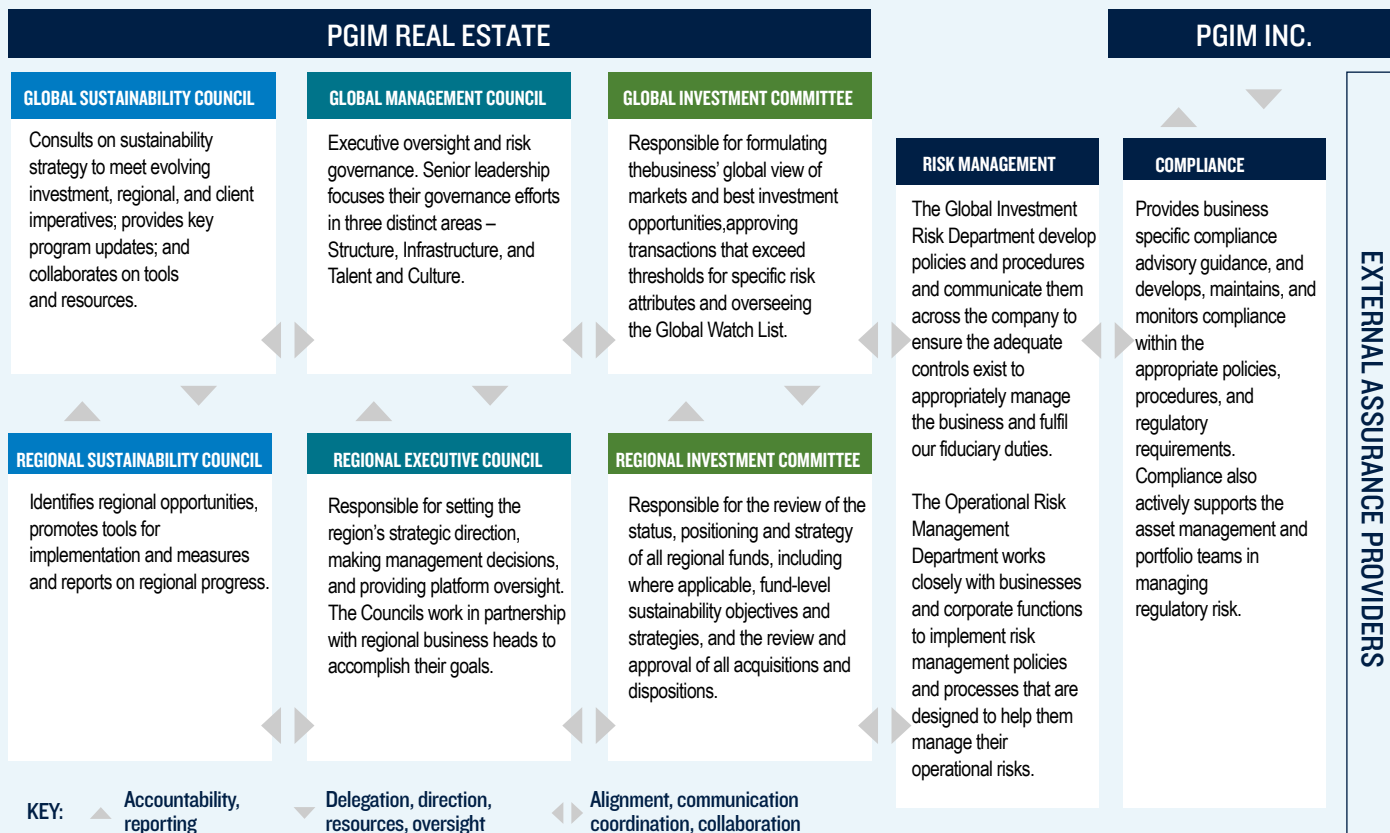 PGIM REAL ESTATE
PGIM INC.
GLOBAL SUSTAINABILITY COUNCIL
Consults on sustainability
strategy to meet evolving
investment, regional, and client
imperatives; provides key
program updates; and
collaborates on tools
and resources.
GLOBAL MANAGEMENT COUNCIL
Executive oversight and risk
governance. Senior leadership
focuses their governance efforts
in three distinct areas –
Structure, Infrastructure, and
Talent and Culture.
GLOBAL INVESTMENT COMMITTEE
Responsible for formulating
thebusiness' global view of
markets and best investment
opportunities,approving
transactions that exceed
thresholds for specific risk
attributes and overseeing
the Global Watch List.
REGIONAL SUSTAINABILITY COUNCIL
Identifies regional opportunities,
promotes tools for
implementation and measures
and reports on regional progress.
REGIONAL EXECUTIVE COUNCIL
Responsible for setting the
region's strategic direction,
making management decisions,
and providing platform oversight.
The Councils work in partnership
with regional business heads to
accomplish their goals.
REGIONAL INVESTMENT COMMITTEE
Responsible for the review of the
status, positioning and strategy
of all regional funds, including
where applicable, fund-level
sustainability objectives and
strategies, and the review and
approval of all acquisitions and
dispositions.
RISK MANAGEMENT
The Global Investment
Risk Department develop
policies and procedures
and communicate them
across the company to
ensure the adequate
controls exist to
appropriately manage
the business and fulfil
our fiduciary duties.
The Operational Risk
Management
Department works
closely with businesses
and corporate functions
to implement risk
management policies
and processes that are
designed to help them
manage their
operational risks.
COMPLIANCE
Provides business
specific compliance
advisory guidance, and
develops, maintains, and
monitors compliance
within the
appropriate policies,
procedures, and
regulatory
requirements.
Compliance also
actively supports the
asset management and
portfolio teams in
managing
regulatory risk.
EXTERNAL ASSURANCE PROVIDERS
KEY:
Accountability,
reporting
Delegation, direction,
resources, oversight
Alignment, communication
coordination, collaboration